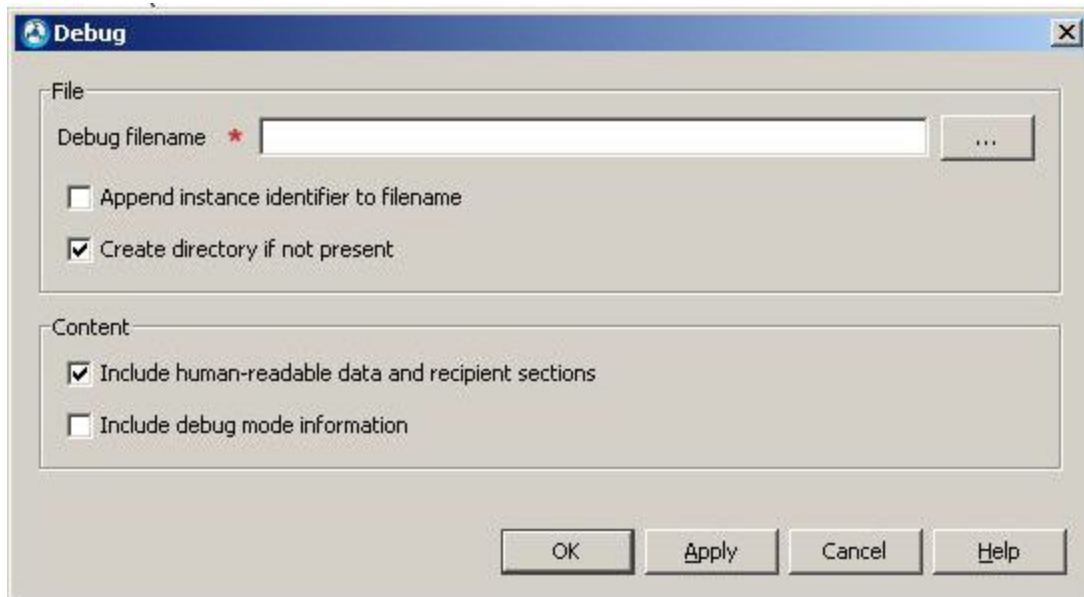 Debug
File
Debug filename *
...
Append instance identifier to filename
Create directory if not present
Content
Include human-readable data and recipient sections
Include debug mode information
OK Apply Cancel Help